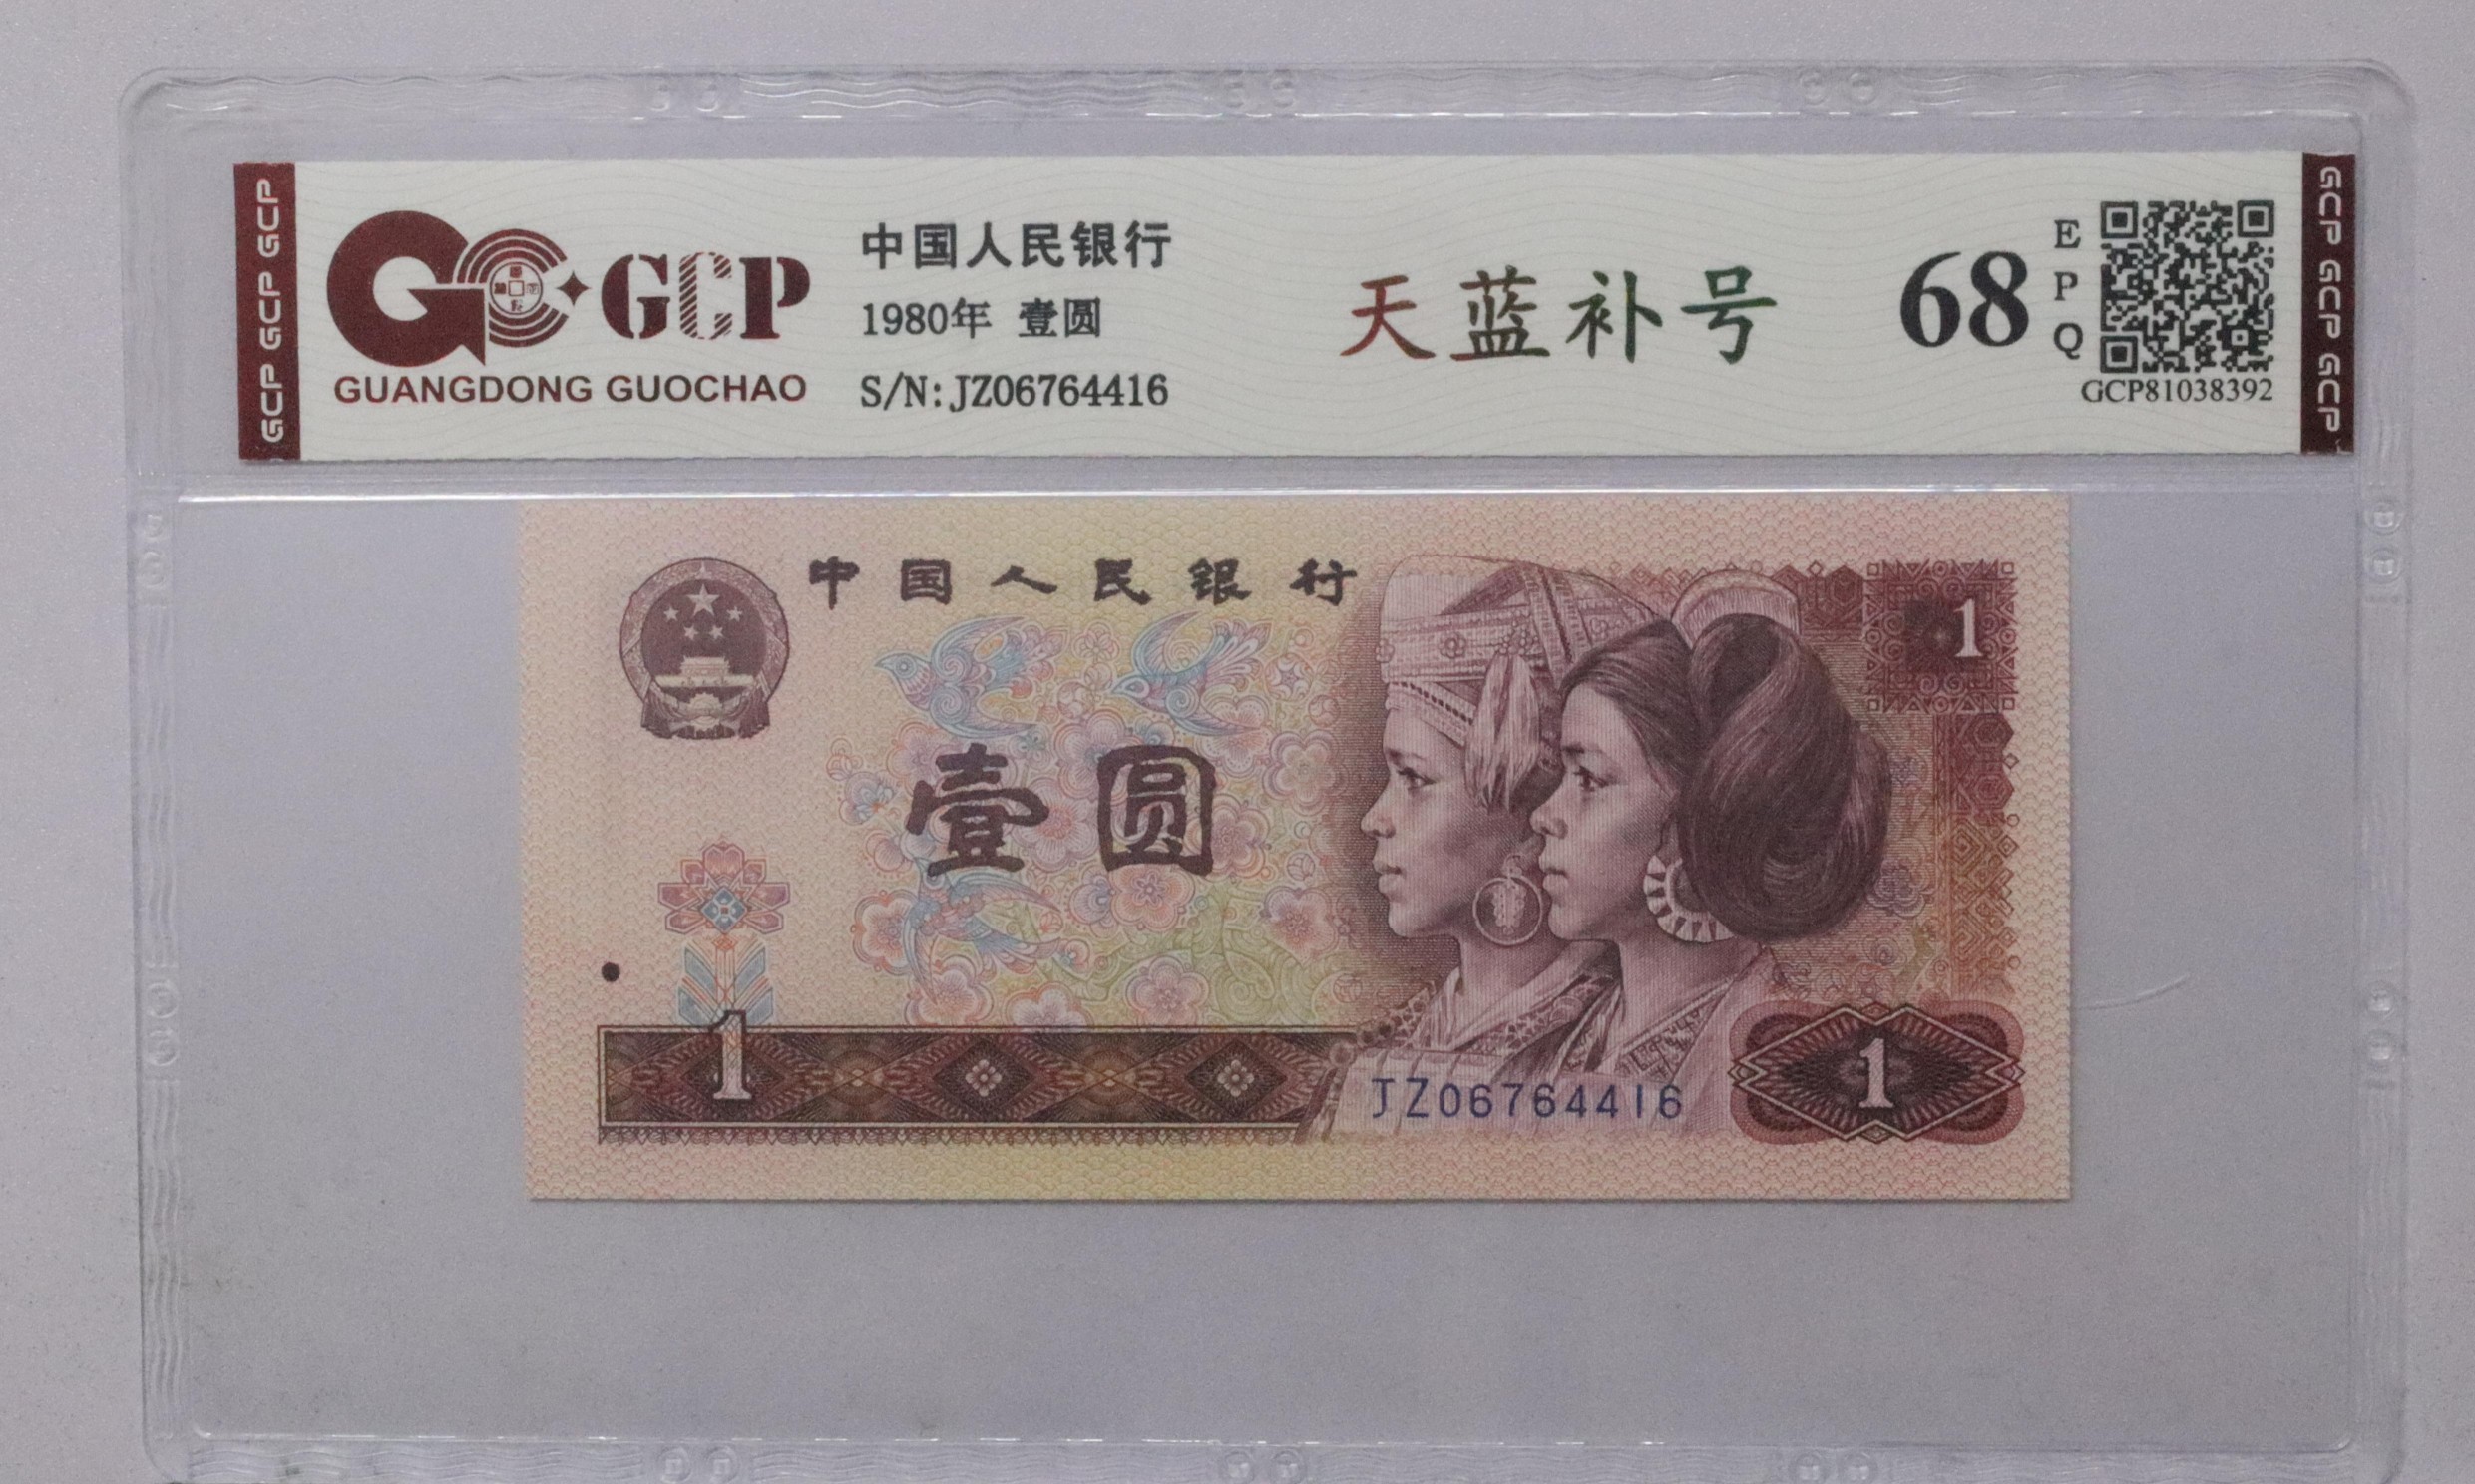 GCP GCP GCP
GCP
GUANGDONG GUOCHAO
中国人民银行
1980年 壹圆
S/N: JZ06764416
天蓝补号
68
EPQ
GCP81038392
GCP GCP GCP
中国人民银行
1
壹圆
1
JZ06764416
1